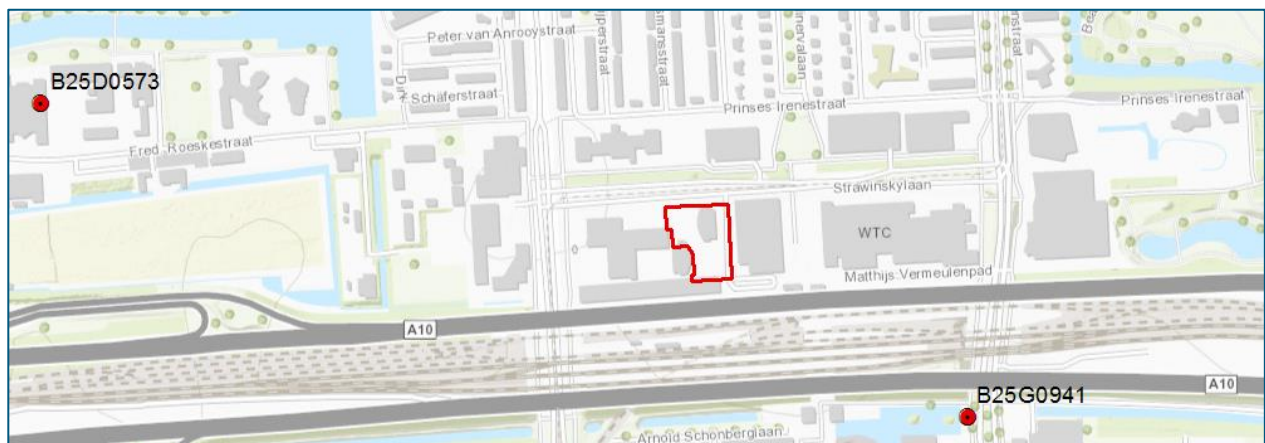 Peter van Anrooystraat
B25D0573
Schäferstraat
Prinses Irenestraat
Prinses Irenestraat
Fred. Roeskestraat
Strawinskylaan
WTC
Matthijs Vermeulenpad
A10
A10
B25G0941
Arnold Schonberglaan